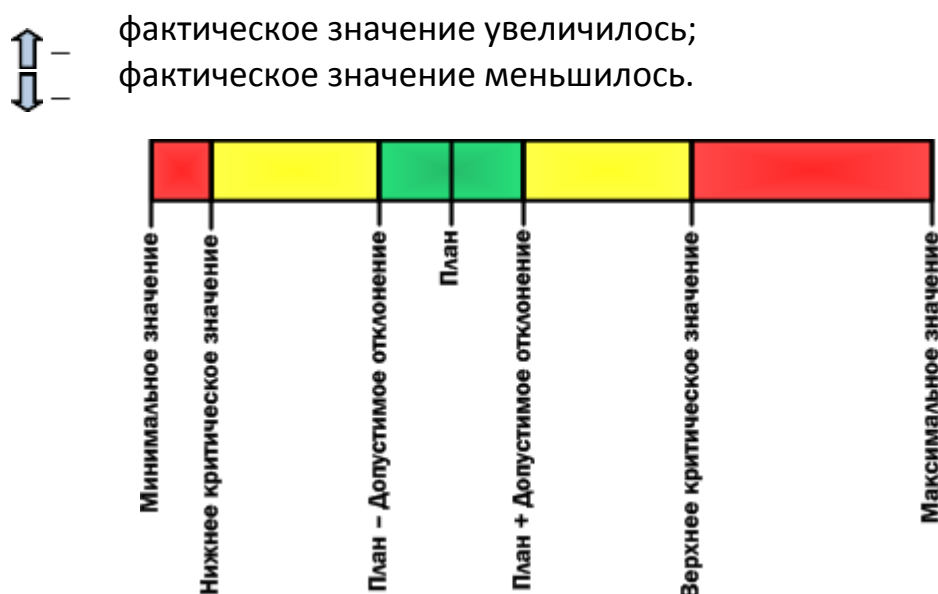 – фактическое значение увеличилось;
– фактическое значение меньшилось.
Минимальное значение
Нижнее критическое значение
План – Допустимое отклонение
План
План + Допустимое отклонение
Верхнее критическое значение
Максимальное значение